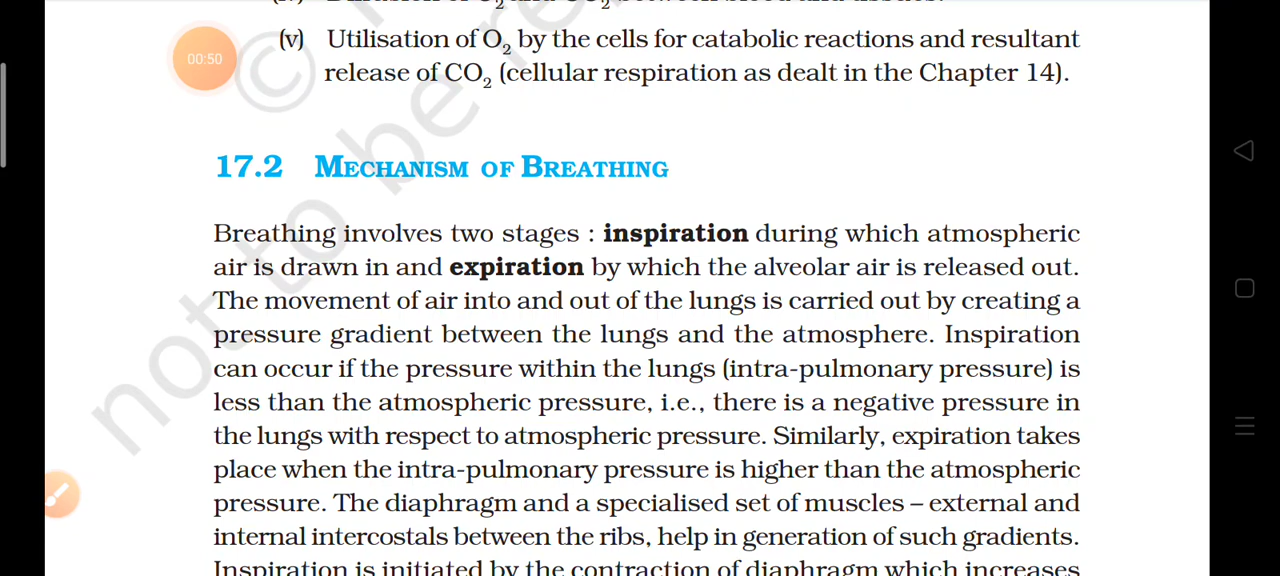 (v) Utilisation of O₂ by the cells for catabolic reactions and resultant
00:50
release of CO₂ (cellular respiration as dealt in the Chapter 14).
17.2 MECHANISM OF BREATHING
Breathing involves two stages : inspiration during which atmospheric
air is drawn in and expiration by which the alveolar air is released out.
The movement of air into and out of the lungs is carried out by creating a
pressure gradient between the lungs and the atmosphere. Inspiration
can occur if the pressure within the lungs (intra-pulmonary pressure) is
less than the atmospheric pressure, i.e., there is a negative pressure in
the lungs with respect to atmospheric pressure. Similarly, expiration takes
place when the intra-pulmonary pressure is higher than the atmospheric
pressure. The diaphragm and a specialised set of muscles – external and
internal intercostals between the ribs, help in generation of such gradients.
Inspiration is initiated by the contraction of diaphragm which increases
© 
not to be re